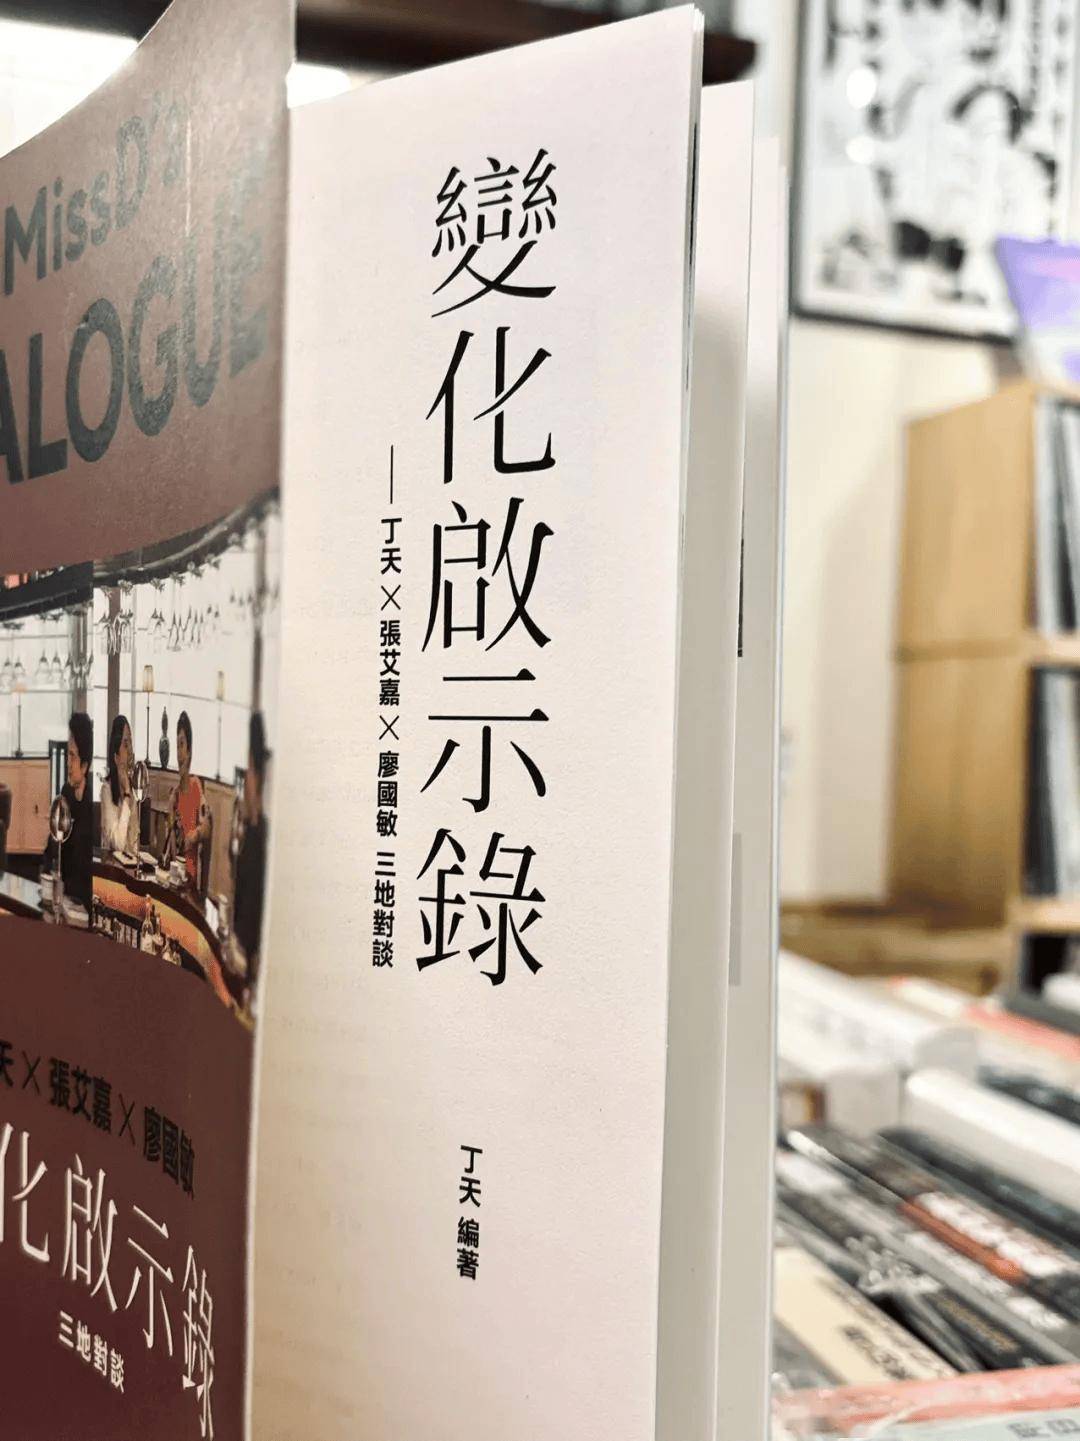 MissD's
ALOGUE
天╳張艾嘉╳廖國敏
化啟示錄
三地對談
變化啟示錄
——丁天╳張艾嘉╳廖國敏 三地對談
丁天 編著